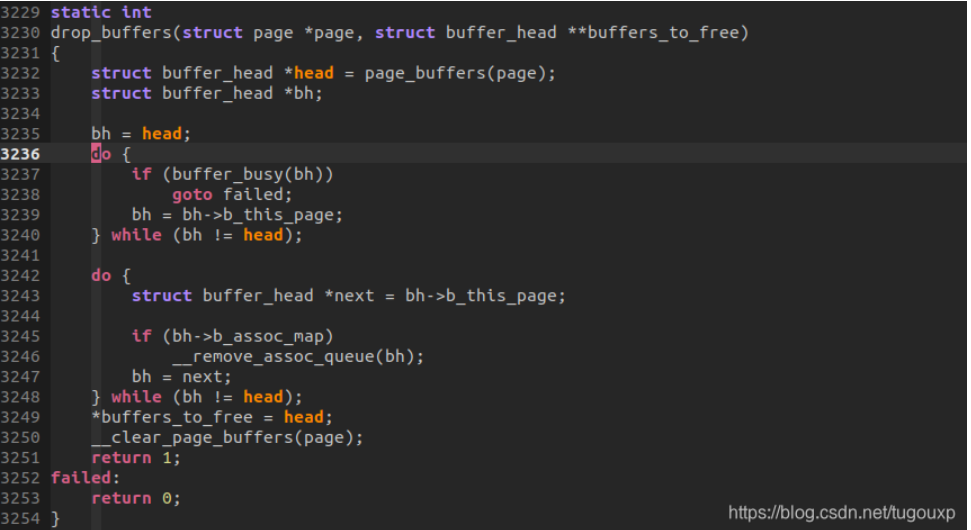 3229 static int
3230 drop_buffers(struct page *page, struct buffer_head **buffers_to_free)
3231 {
3232     struct buffer_head *head = page_buffers(page);
3233     struct buffer_head *bh;
3234
3235     bh = head;
3236     do {
3237         if (buffer_busy(bh))
3238             goto failed;
3239         bh = bh->b_this_page;
3240     } while (bh != head);
3241
3242     do {
3243         struct buffer_head *next = bh->b_this_page;
3244
3245         if (bh->b_assoc_map)
3246             __remove_assoc_queue(bh);
3247         bh = next;
3248     } while (bh != head);
3249     *buffers_to_free = head;
3250     __clear_page_buffers(page);
3251     return 1;
3252 failed:
3253     return 0;
3254 }
https://blog.csdn.net/tugouxp